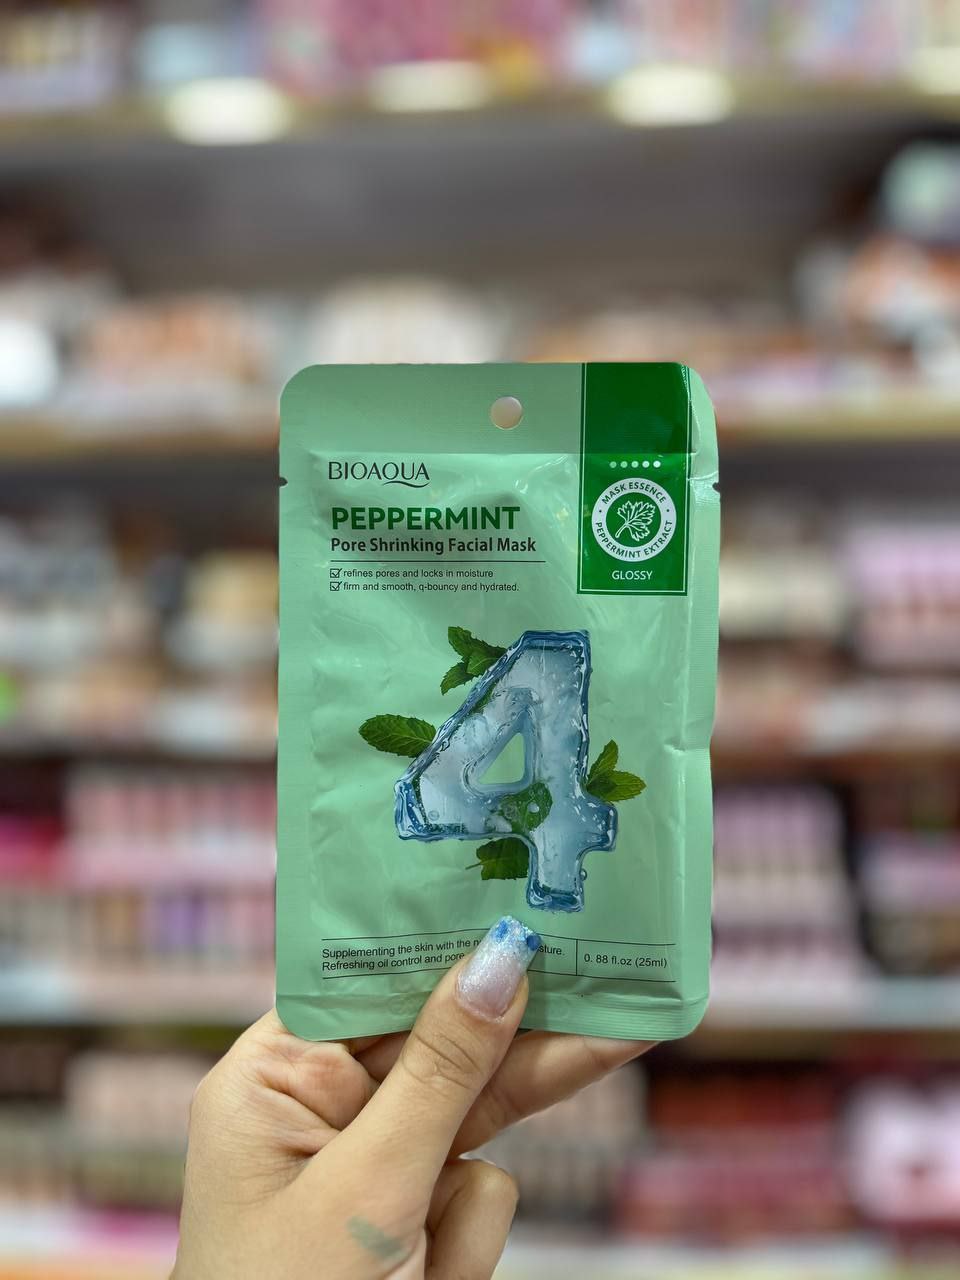 BIOAQUA
PEPPERMINT
Pore Shrinking Facial Mask
refines pores and locks in moisture
firm and smooth, q-bouncy and hydrated.
MASK ESSENCE
PEPPERMINT EXTRACT
GLOSSY
4
Supplementing the skin with the
Refreshing oil control and pore
0. 88 fl.oz (25ml)